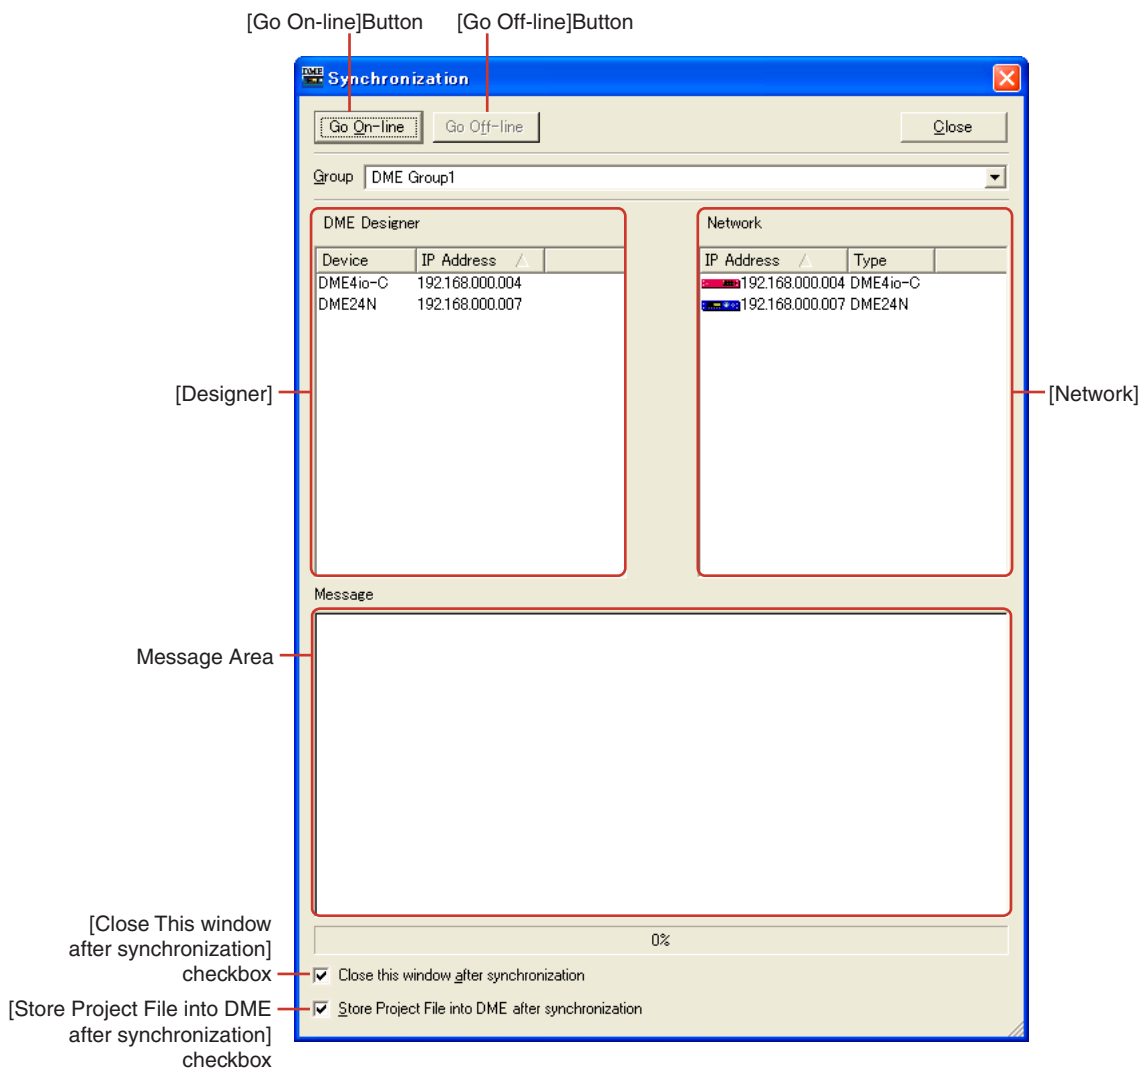 [Go On-line]Button [Go Off-line]Button
DME Synchronization
Go On-line Go Off-line Close
Group DME Group1
DME Designer Network
Device IP Address IP Address Type
DME4io-C 192.168.000.004 192.168.000.004 DME4io-C
DME24N 192.168.000.007 192.168.000.007 DME24N
[Designer] [Network]
Message
Message Area
0%
[Close This window
after synchronization]
checkbox
Close this window after synchronization
[Store Project File into DME
after synchronization]
checkbox
Store Project File into DME after synchronization